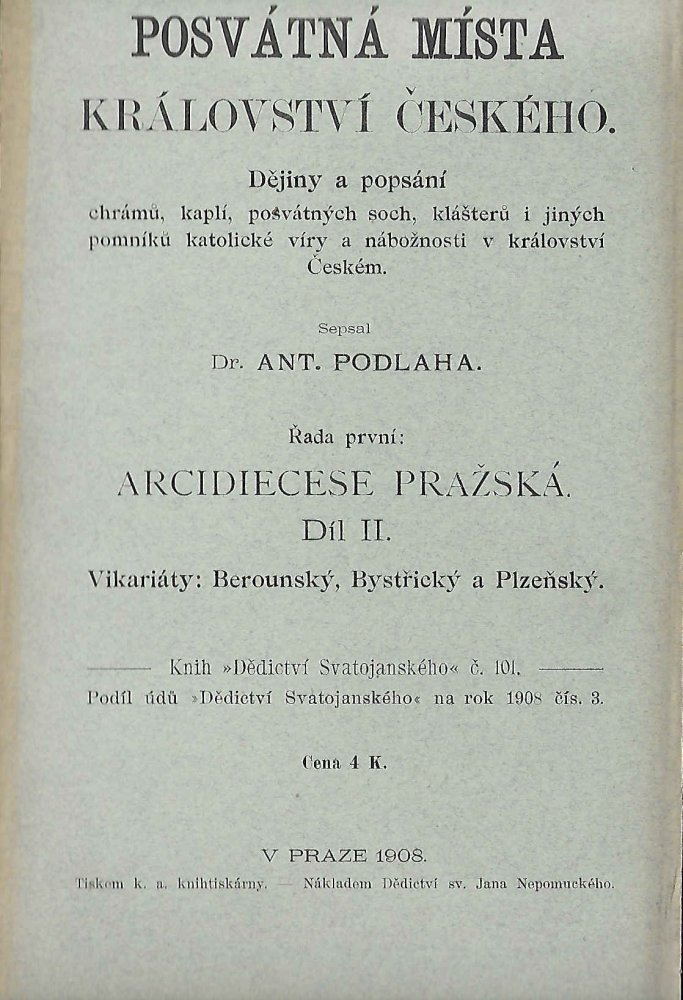 POSVÁTNÁ MÍSTA
KRÁLOVSTVÍ ČESKÉHO.
Dějiny a popsání
chrámů, kaplí, posvátných soch, klášterů i jiných
pomníků katolické víry a nábožnosti v království
Českém.
Sepsal
Dr. ANT. PODLAHA.
Řada první:
ARCIDIECESE PRAŽSKÁ.
Díl II.
Vikariáty: Berounský, Bystřický a Plzeňský.
Knih »Dědictví Svatojanského« č. 101.
Podíl údů »Dědictví Svatojanského« na rok 1908 čís. 3.
Cena 4 K.
V PRAZE 1908.
Tiskem k. a. knihtiskárny. — Nákladem Dědictví sv. Jana Nepomuckého.